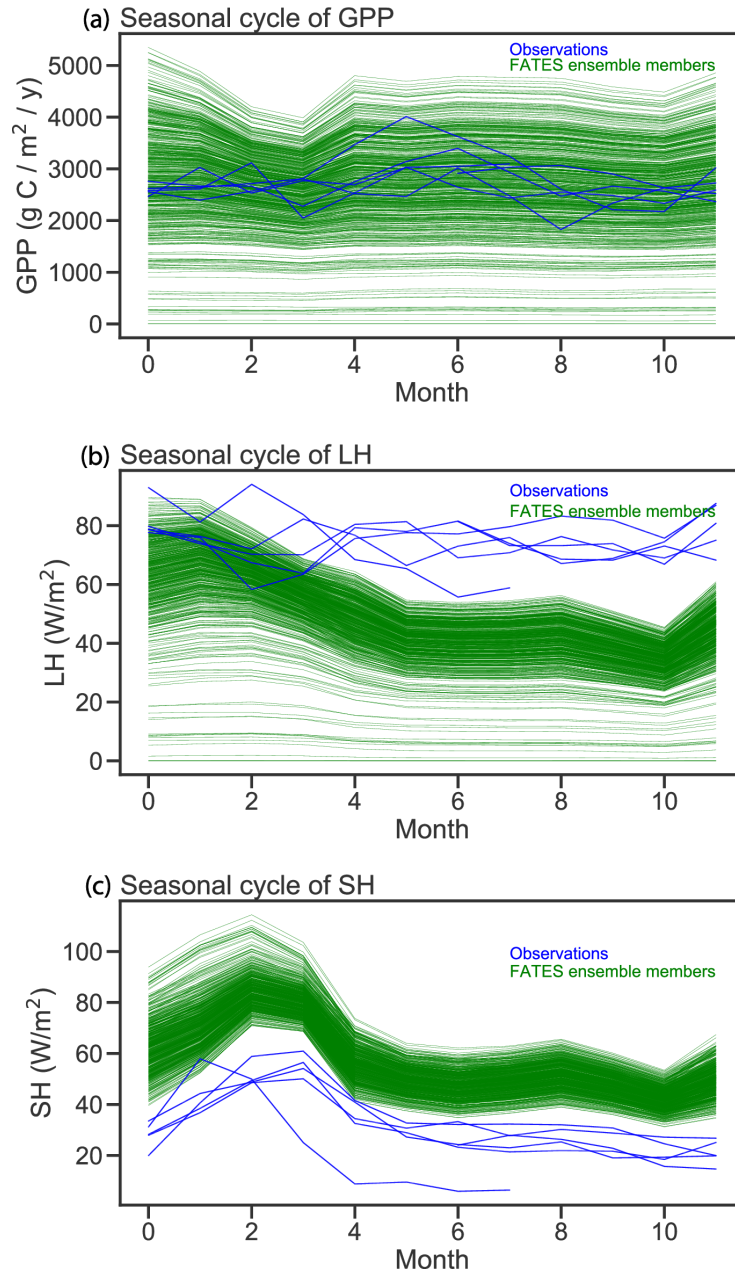 (a) Seasonal cycle of GPP
Observations
FATES ensemble members
5000
4000
3000
2000
1000
0
GPP (g C / m² / y)
0 2 4 6 8 10
Month
(b) Seasonal cycle of LH
Observations
FATES ensemble members
80
60
40
20
0
LH (W/m²)
0 2 4 6 8 10
Month
(c) Seasonal cycle of SH
Observations
FATES ensemble members
100
80
60
40
20
SH (W/m²)
0 2 4 6 8 10
Month